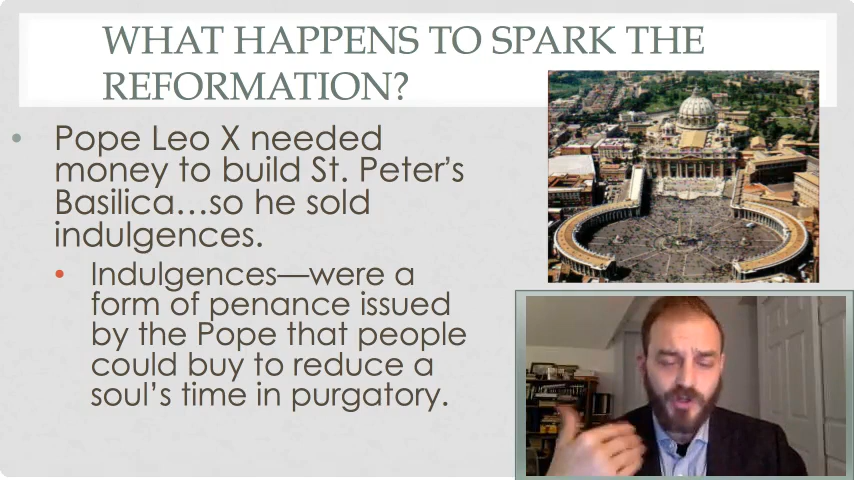 WHAT HAPPENS TO SPARK THE
REFORMATION?
• Pope Leo X needed
money to build St. Peter's
Basilica…so he sold
indulgences.
• Indulgences—were a
form of penance issued
by the Pope that people
could buy to reduce a
soul's time in purgatory.